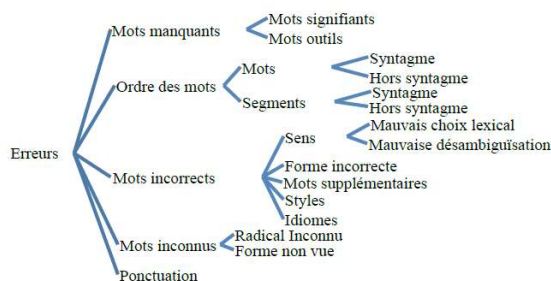 Erreurs
Mots manquants
Mots signifiants
Mots outils
Ordre des mots
Mots
Syntagme
Hors syntagme
Segments
Syntagme
Hors syntagme
Mots incorrects
Sens
Mauvais choix lexical
Mauvaise désambiguïsation
Forme incorrecte
Mots supplémentaires
Styles
Idiomes
Mots inconnus
Radical Inconnu
Forme non vue
Ponctuation